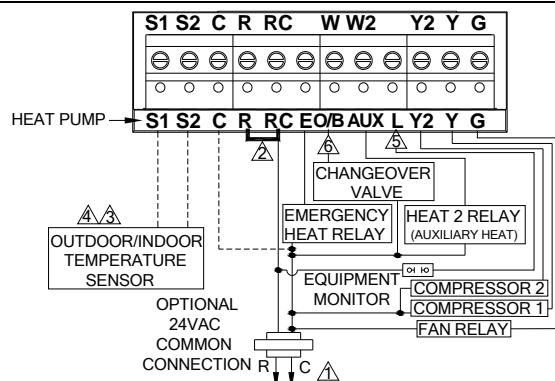 S1 S2 C R RC W W2 Y2 Y G
HEAT PUMP
S1 S2 C R RC E O/B AUX L Y2 Y G
2
6
5
CHANGEOVER
VALVE
4 3
OUTDOOR/INDOOR
TEMPERATURE
SENSOR
EMERGENCY
HEAT RELAY
HEAT 2 RELAY
(AUXILIARY HEAT)
EQUIPMENT
MONITOR
COMPRESSOR 2
COMPRESSOR 1
FAN RELAY
OPTIONAL
24VAC
COMMON
CONNECTION
R C
1